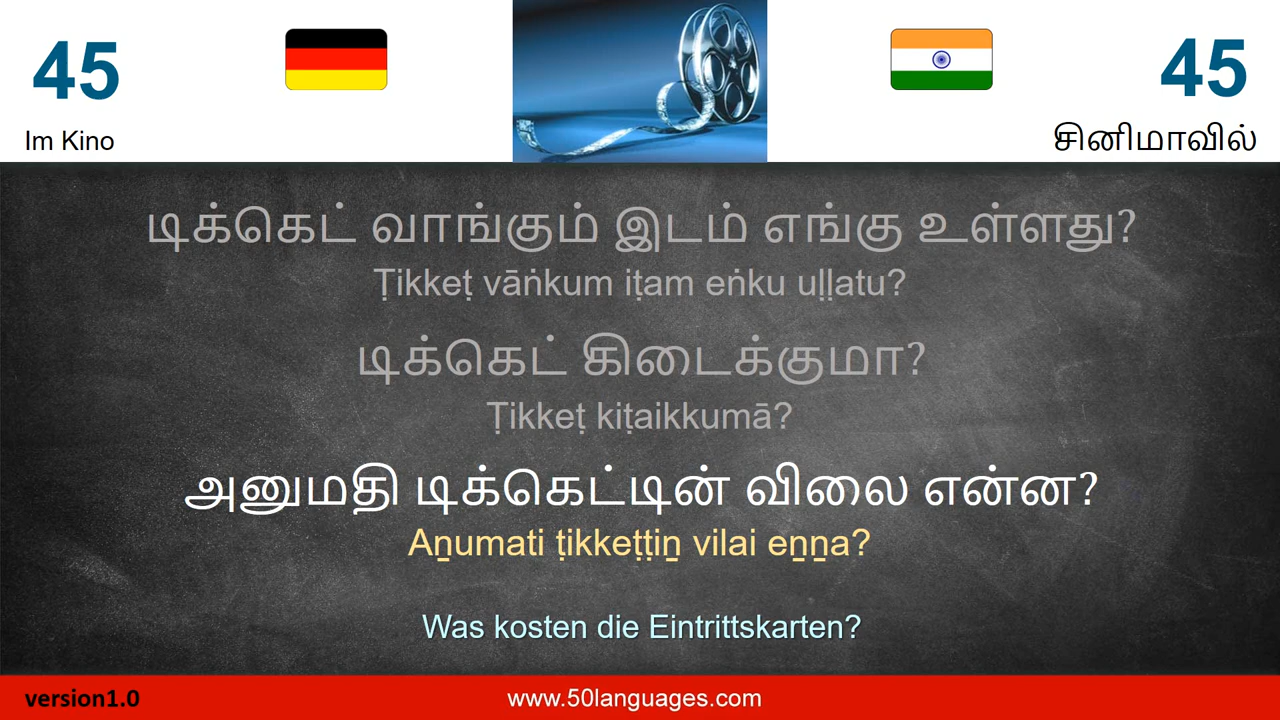 45
45
Im Kino
சினிமாவில்
டிக்கெட் வாங்கும் இடம் எங்கு உள்ளது?
Ṭikkeṭ vāṅkum iṭam eṅku uḷḷatu?
டிக்கெட் கிடைக்குமா?
Ṭikkeṭ kiṭaikkumā?
அனுமதி டிக்கெட்டின் விலை என்ன?
Aṉumati ṭikkeṭṭiṉ vilai eṉṉa?
Was kosten die Eintrittskarten?
version1.0
www.50languages.com